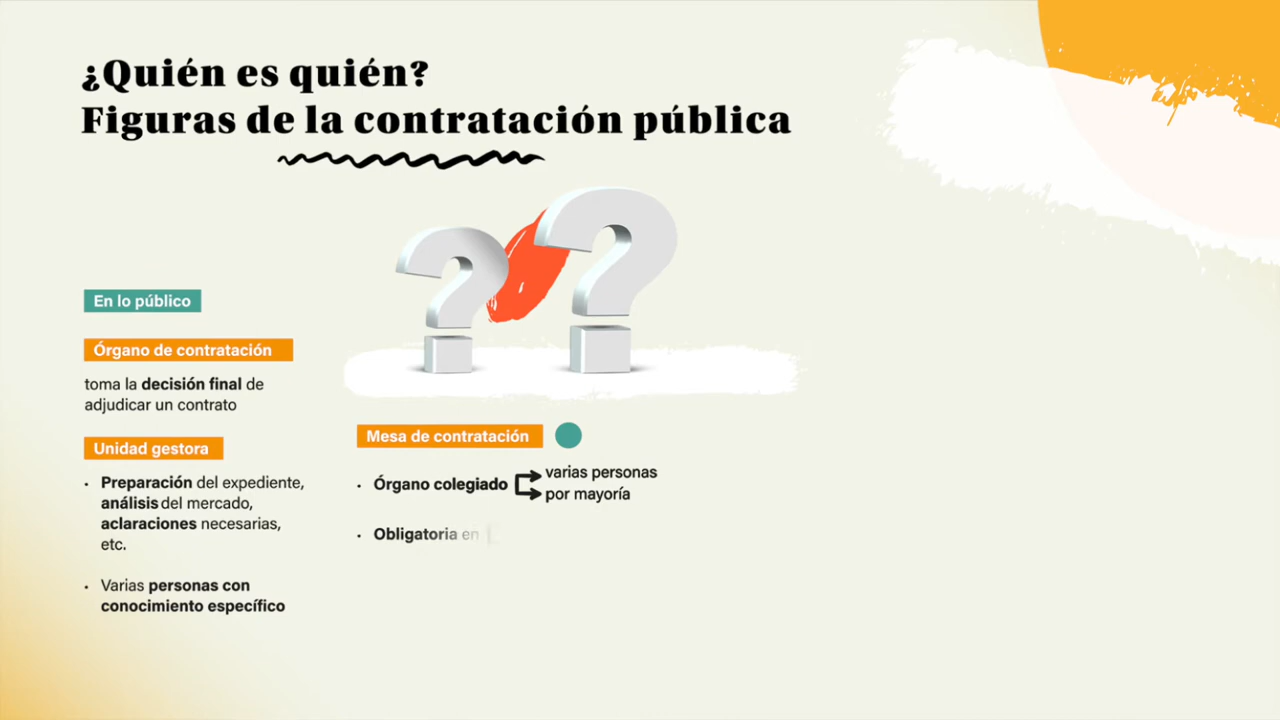 ¿Quién es quién?
Figuras de la contratación pública
En lo público
Órgano de contratación
toma la decisión final de
adjudicar un contrato
Unidad gestora
• Preparación del expediente,
análisis del mercado,
aclaraciones necesarias,
etc.
• Varias personas con
conocimiento específico
Mesa de contratación
• Órgano colegiado
varias personas
por mayoría
• Obligatoria en